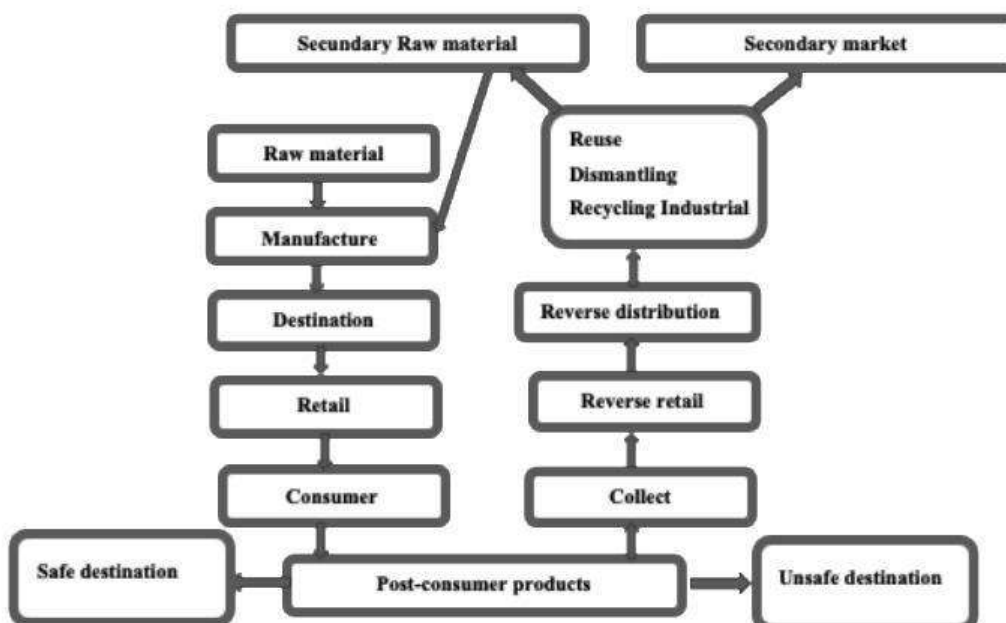 Secundary Raw material
Secondary market
Raw material
Reuse
Dismantling
Recycling Industrial
Manufacture
Destination
Reverse distribution
Retail
Reverse retail
Consumer
Collect
Safe destination
Post-consumer products
Unsafe destination